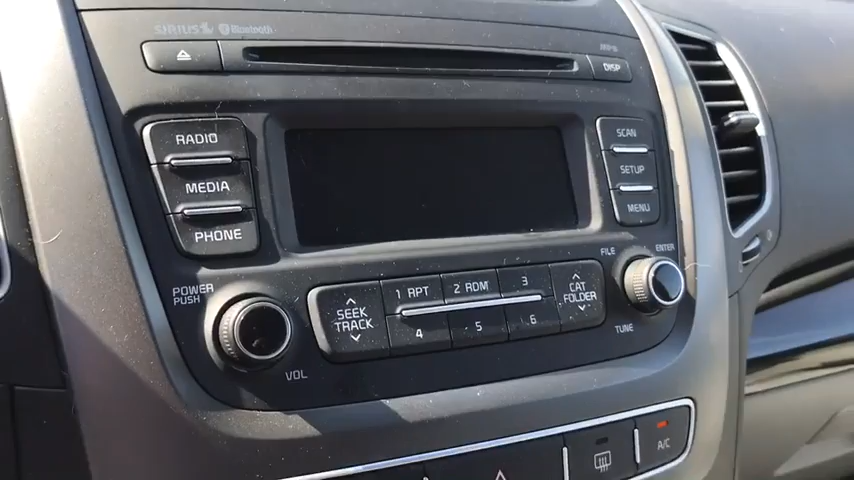 SIRIUS Bluetooth
DISP
RADIO
MEDIA
PHONE
SCAN
SETUP
MENU
POWER
PUSH
VOL
SEEK
TRACK
1 RPT
2 RDM
3
4
5
6
CAT
FOLDER
FILE
ENTER
TUNE
A/C